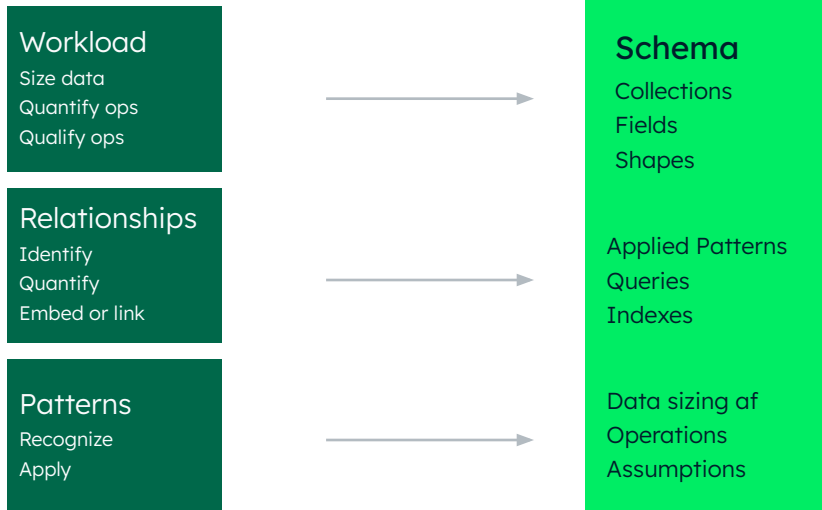 Workload
Size data
Quantify ops
Qualify ops
Relationships
Identify
Quantify
Embed or link
Patterns
Recognize
Apply
Schema
Collections
Fields
Shapes
Applied Patterns
Queries
Indexes
Data sizing af
Operations
Assumptions